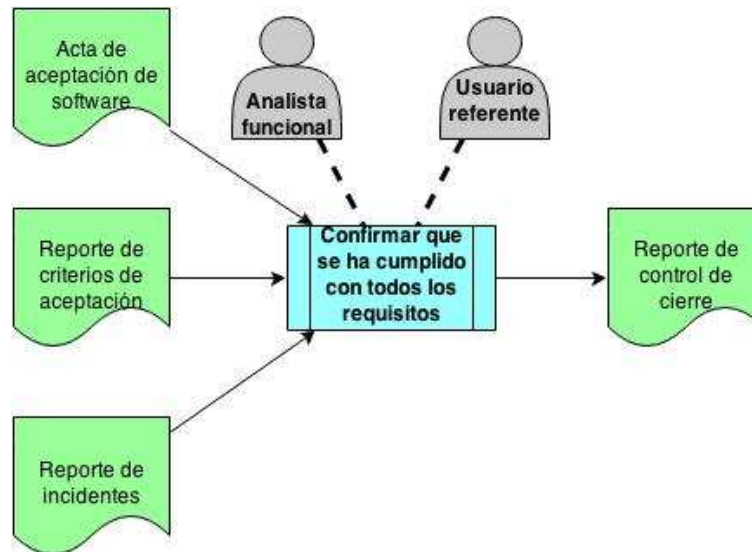 Acta de
aceptación de
software
Analista
funcional
Usuario
referente
Reporte de
criterios de
aceptación
Confirmar que
se ha cumplido
con todos los
requisitos
Reporte de
control de
cierre
Reporte de
incidentes